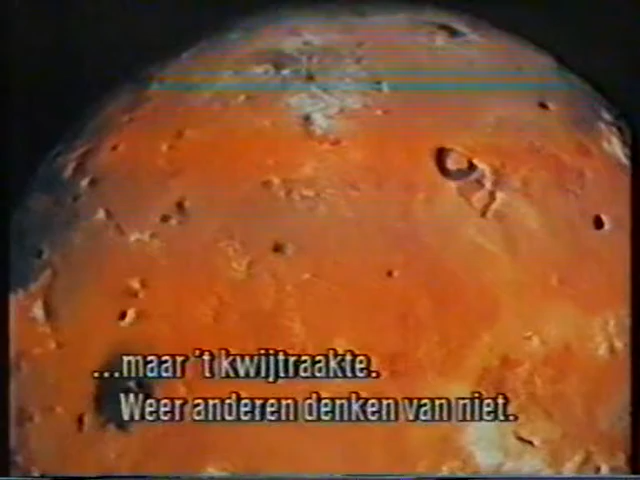 ...maar 't kwijtraakte.
Weer anderen denken van niet.